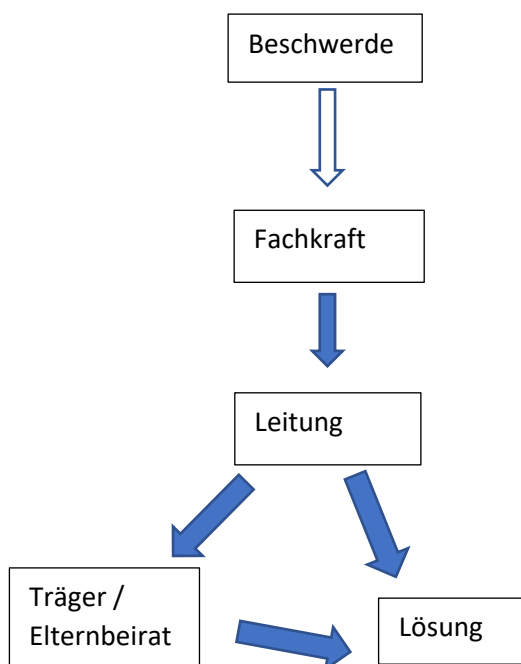 Beschwerde
Fachkraft
Leitung
Träger /
Elternbeirat
Lösung